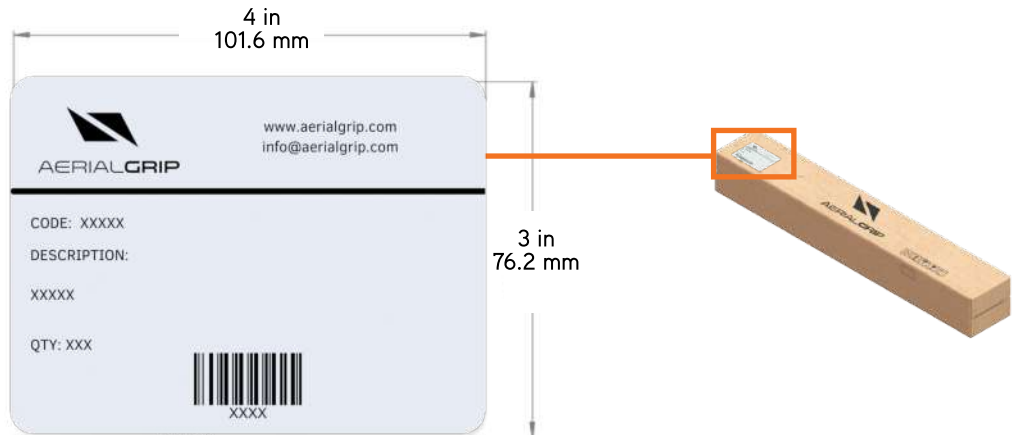 4 in
101.6 mm
www.aerialgrip.com
info@aerialgrip.com
AERIALGRIP
CODE: XXXXX
DESCRIPTION:
XXXXX
QTY: XXX
XXXX
3 in
76.2 mm
AERIALGRIP